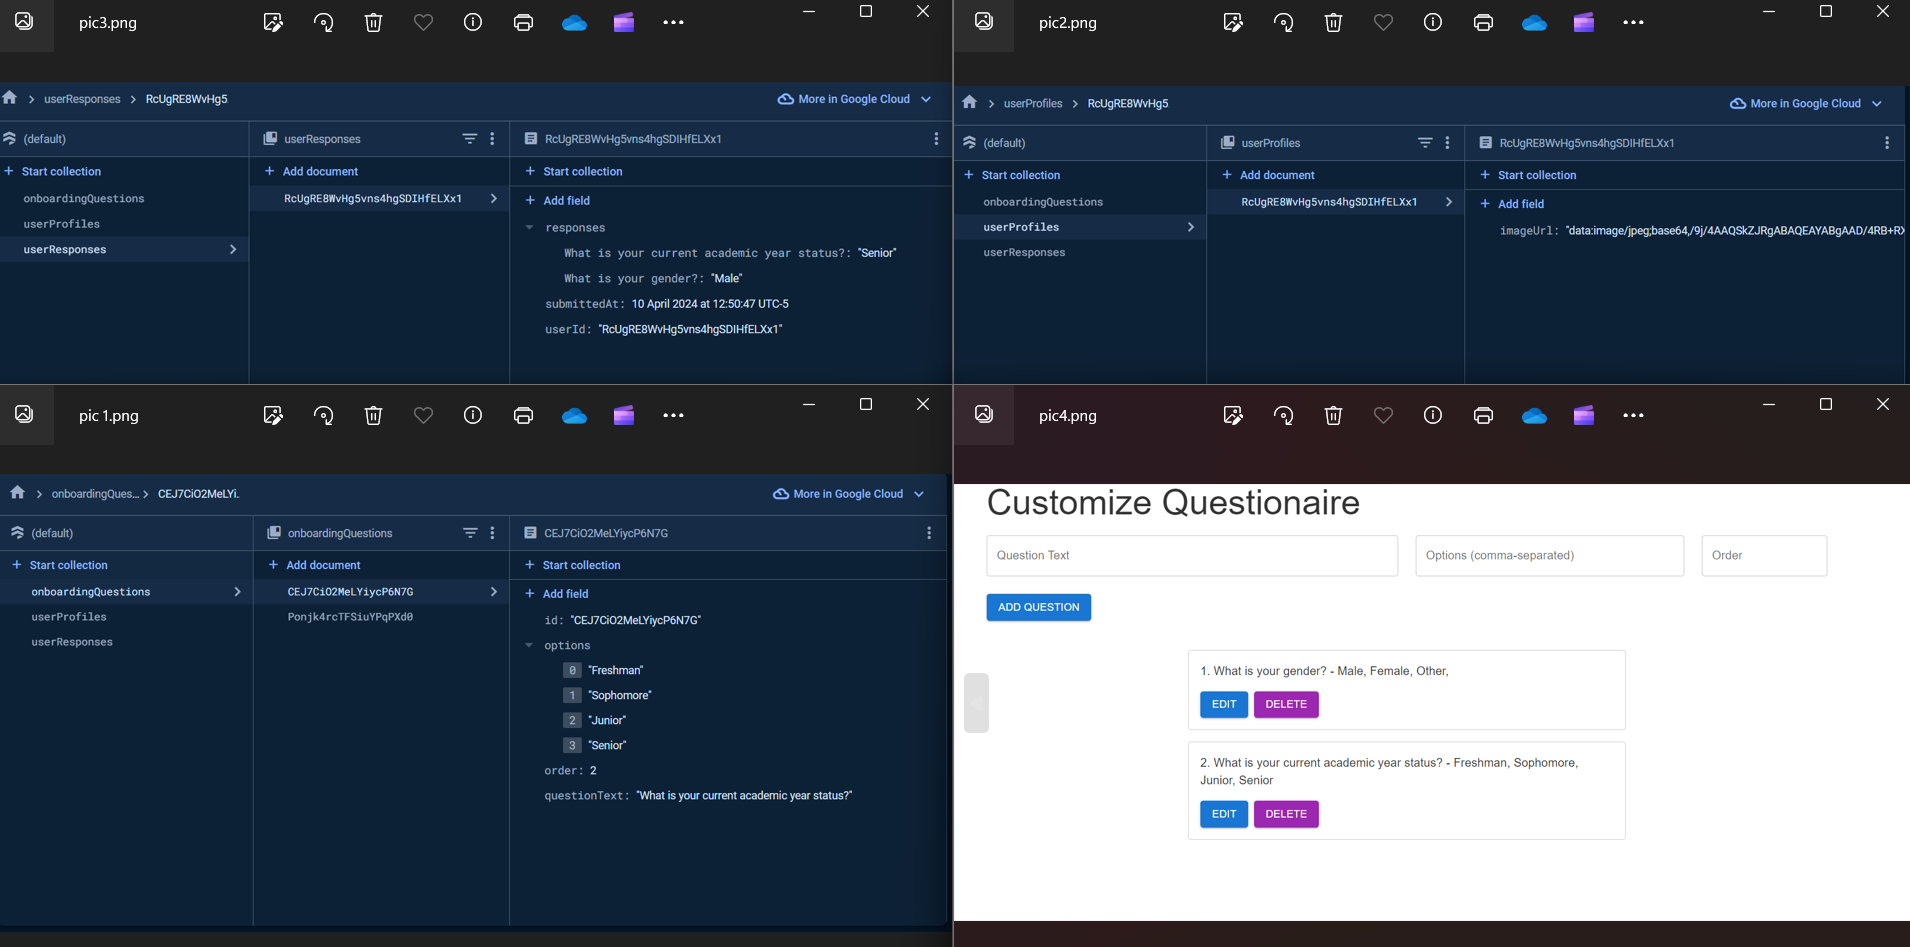 pic3.png
userResponses
RcUgRE8WvHg5
More in Google Cloud
(default)
userResponses
RcUgRE8WvHg5vns4hgSDIHfELXx1
+ Start collection
+ Add document
+ Start collection
onboardingQuestions
RcUgRE8WvHg5vns4hgSDIHfELXx1
+ Add field
userProfiles
responses
userResponses
What is your current academic year status?: "Senior"
What is your gender?: "Male"
submittedAt: 10 April 2024 at 12:50:47 UTC-5
userId: "RcUgRE8WvHg5vns4hgSDIHfELXx1"
pic2.png
userProfiles
RcUgRE8WvHg5
More in Google Cloud
(default)
userProfiles
RcUgRE8WvHg5vns4hgSDIHfELXx1
+ Start collection
+ Add document
+ Start collection
onboardingQuestions
RcUgRE8WvHg5vns4hgSDIHfELXx1
+ Add field
userProfiles
imageUrl: "data:image/jpeg;base64,/9j/4AAQSkZJRgABAQEAYABgAAD/4RB+RX
userResponses
pic 1.png
onboardingQues...
CEJ7CiO2MeLYi.
More in Google Cloud
(default)
onboardingQuestions
CEJ7CiO2MeLYiycP6N7G
+ Start collection
+ Add document
+ Start collection
onboardingQuestions
CEJ7CiO2MeLYiycP6N7G
+ Add field
userProfiles
Ponjk4rcTFSiuYPqPXd0
id: "CEJ7CiO2MeLYiycP6N7G"
userResponses
options
0 "Freshman"
1 "Sophomore"
2 "Junior"
3 "Senior"
order: 2
questionText: "What is your current academic year status?"
pic4.png
Customize Questionaire
Question Text
Options (comma-separated)
Order
ADD QUESTION
1. What is your gender? - Male, Female, Other,
EDIT DELETE
2. What is your current academic year status? - Freshman, Sophomore,
Junior, Senior
EDIT DELETE